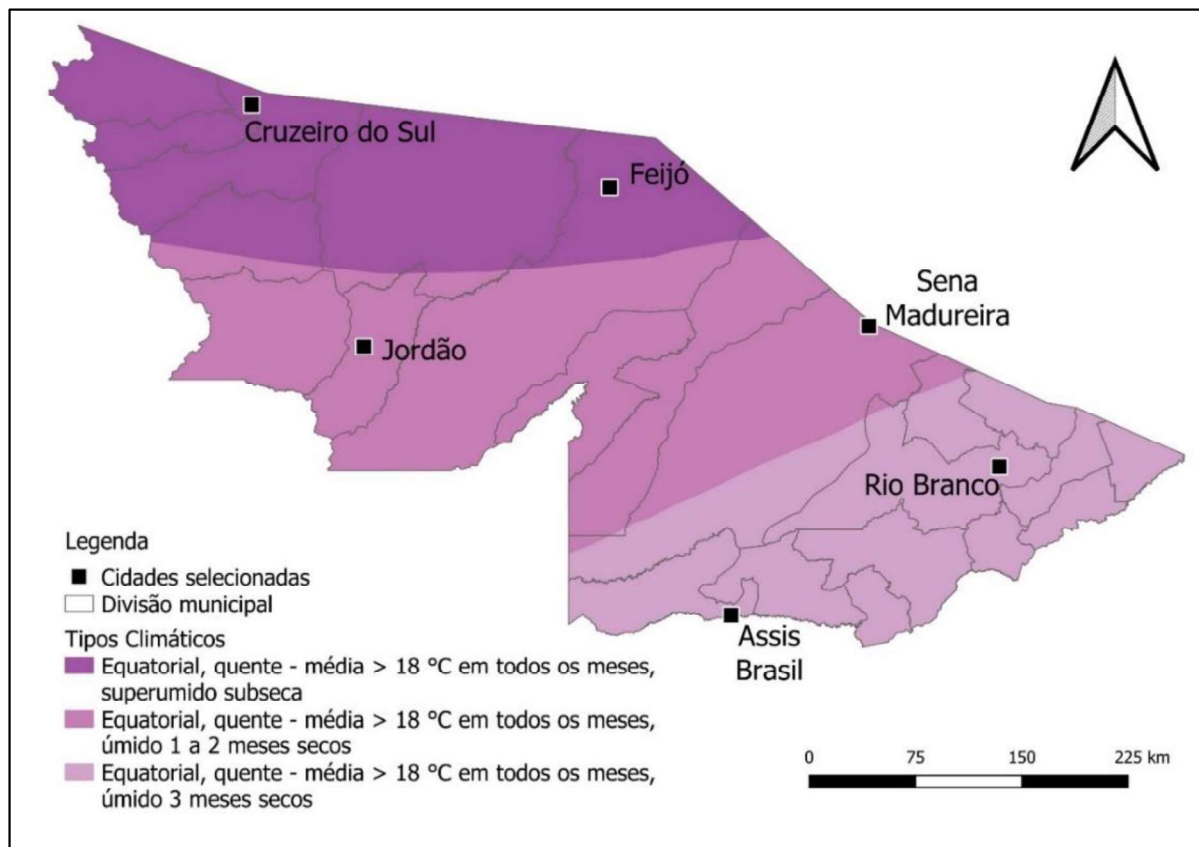 Cruzeiro do Sul
Feijó
Sena
Madureira
Jordão
Rio Branco
Assis
Brasil
Legenda
Cidades selecionadas
Divisão municipal
Tipos Climáticos
Equatorial, quente - média > 18 °C em todos os meses,
superumido subseca
Equatorial, quente - média > 18 °C em todos os meses,
úmido 1 a 2 meses secos
Equatorial, quente - média > 18 °C em todos os meses,
úmido 3 meses secos
0 75 150 225 km